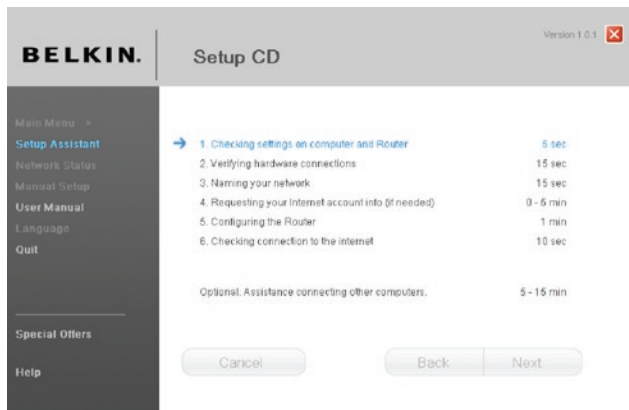 Version 1.0.1
BELKIN.
Setup CD
Main Menu >
Setup Assistant
Network Status
Manual Setup
User Manual
Language
Quit
Special Offers
Help
1. Checking settings on computer and Router 5 sec
2. Verifying hardware connections 15 sec
3. Naming your network 15 sec
4. Requesting your Internet account info (if needed) 0 - 5 min
5. Configuring the Router 1 min
6. Checking connection to the internet 10 sec
Optional: Assistance connecting other computers. 5 - 15 min
Cancel
Back
Next